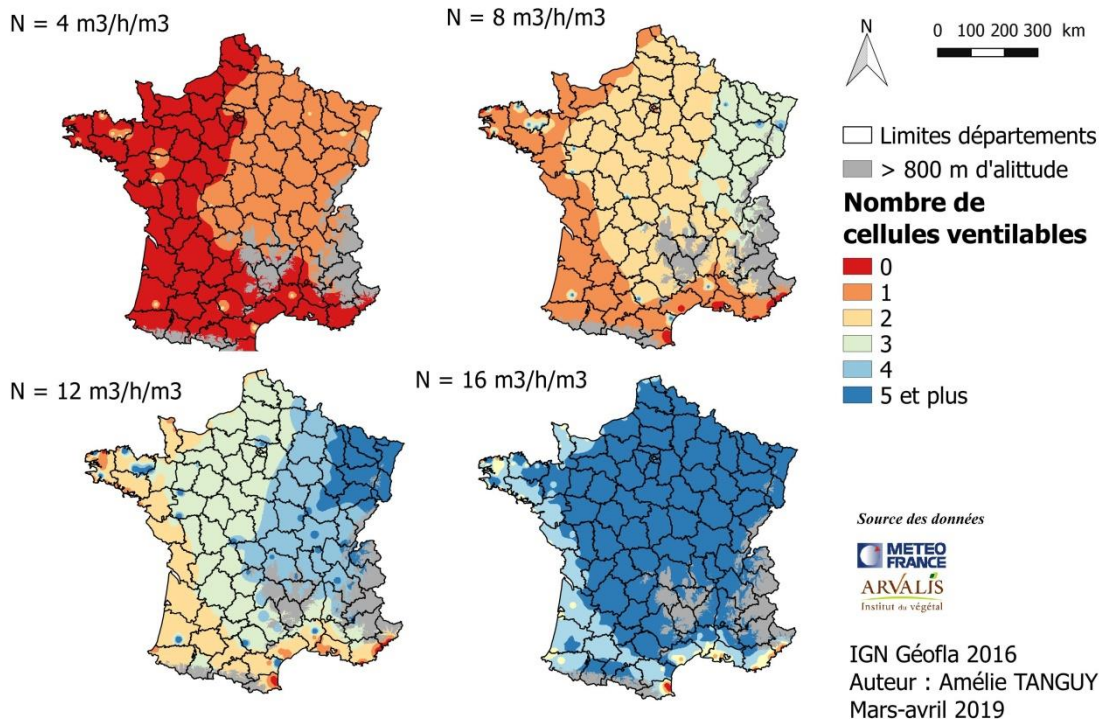 N = 4 m3/h/m3
N = 8 m3/h/m3
N
0 100 200 300 km
Limites départements
> 800 m d'alittude
Nombre de
cellules ventilables
0
1
2
3
4
5 et plus
N = 12 m3/h/m3
N = 16 m3/h/m3
Source des données
METEO
FRANCE
ARVALIS
Institut du végétal
IGN Géofla 2016
Auteur : Amélie TANGUY
Mars-avril 2019